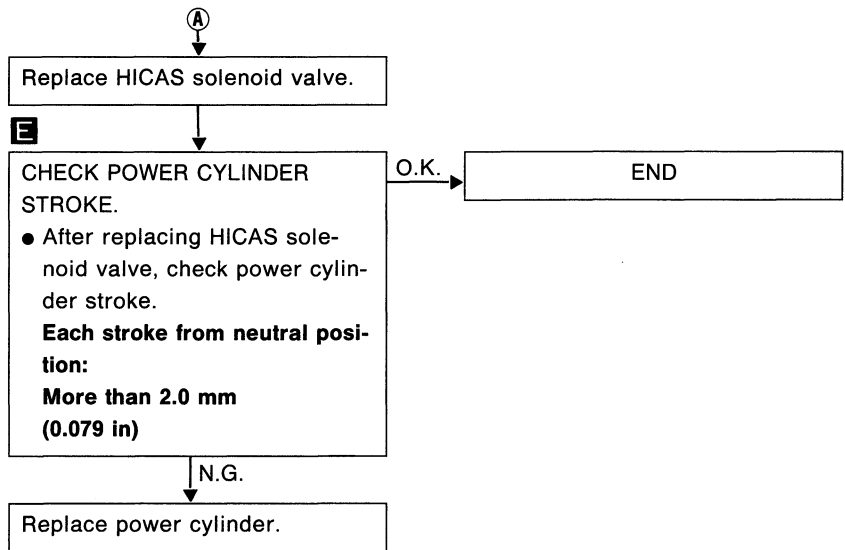 A
Replace HICAS solenoid valve.
E
CHECK POWER CYLINDER
STROKE.
● After replacing HICAS sole-
noid valve, check power cylin-
der stroke.
Each stroke from neutral posi-
tion:
More than 2.0 mm
(0.079 in)
O.K.
END
N.G.
Replace power cylinder.